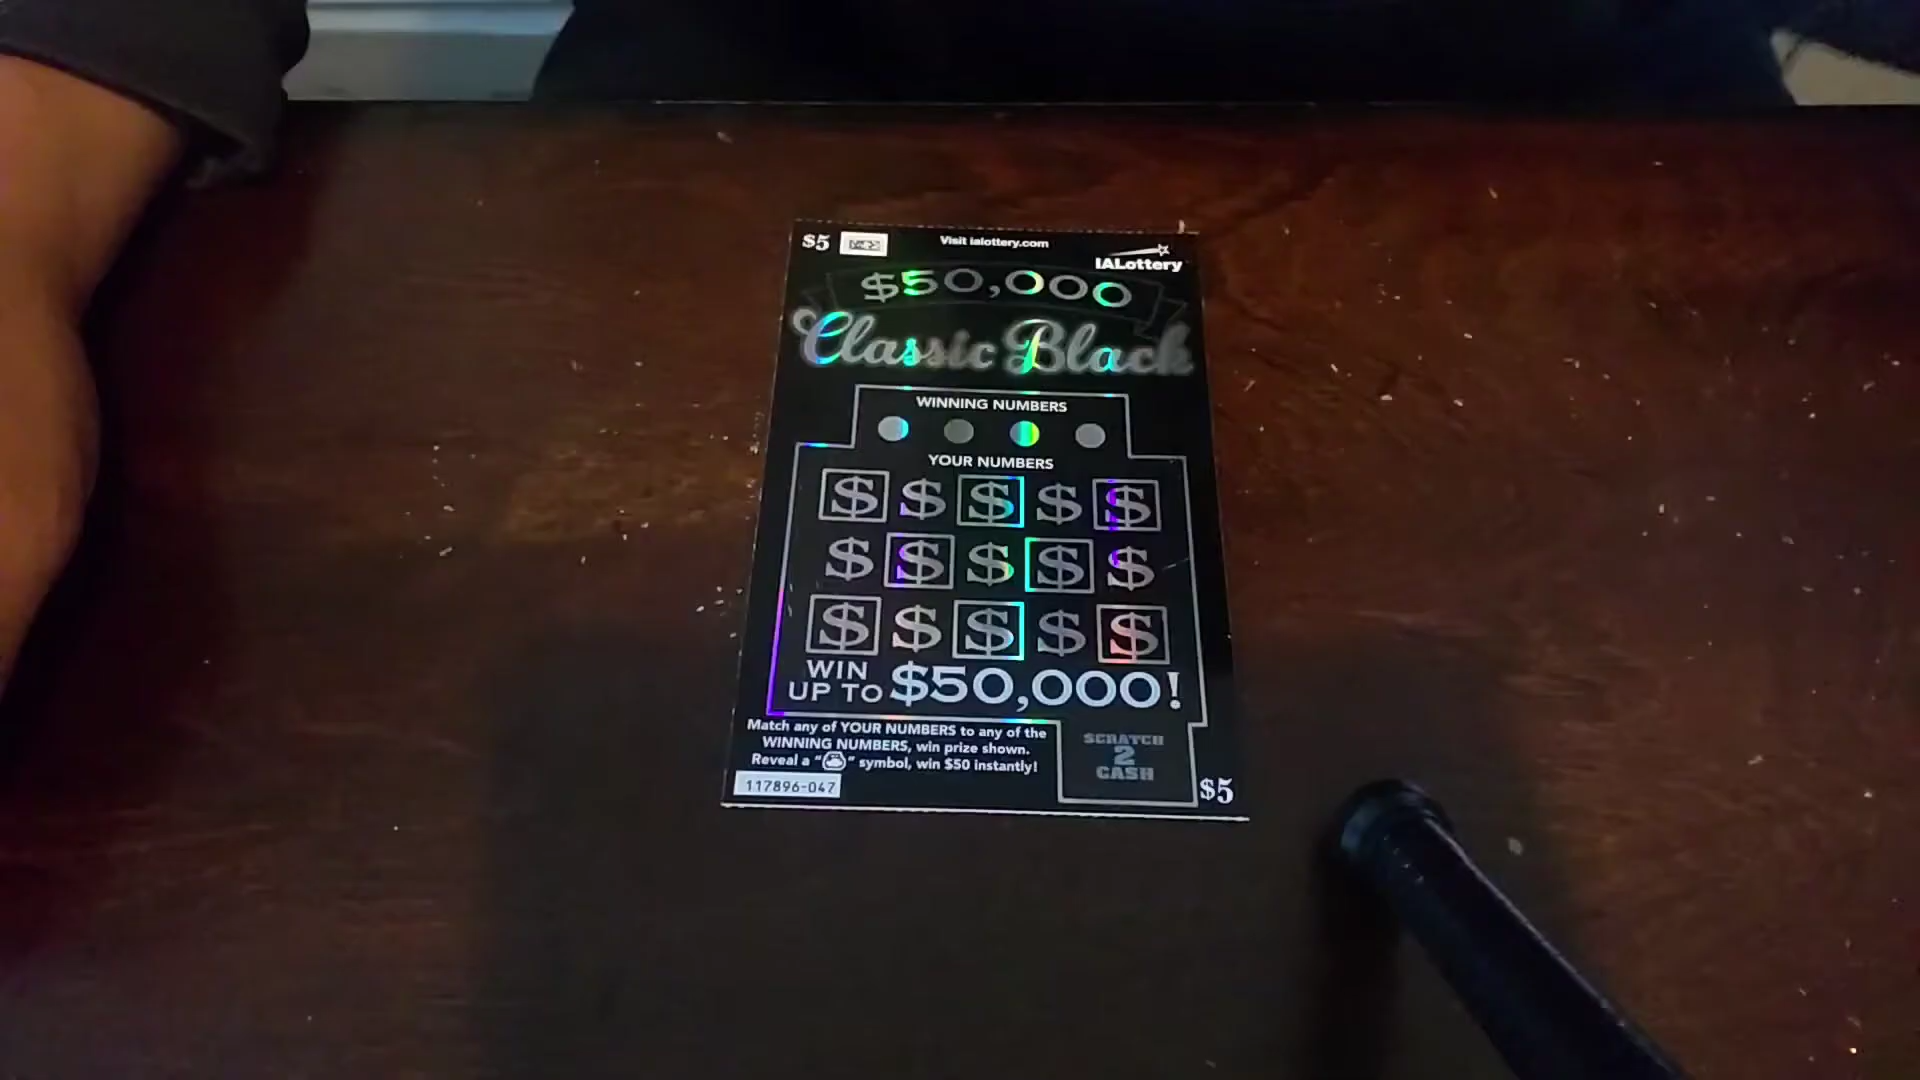 $5
Visit ialottery.com
IALottery
$50,000
Classic Black
WINNING NUMBERS
YOUR NUMBERS
$ $ $ $ $
$ $ $ $ $
$ $ $ $ $
WIN
UP TO $50,000!
Match any of YOUR NUMBERS to any of the
WINNING NUMBERS, win prize shown.
Reveal a " " symbol, win $50 instantly!
117896-047
SCRATCH
2
CASH
$5